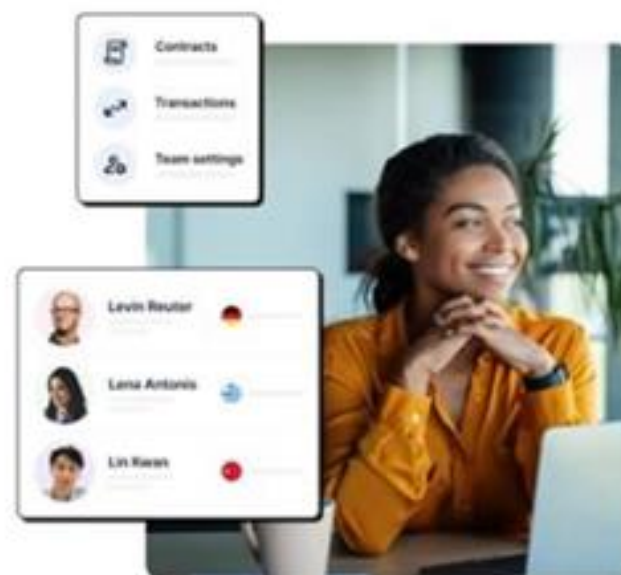 Contracts
Transactions
Team settings
Levin Reuter
Lena Antonis
Lin Kwan